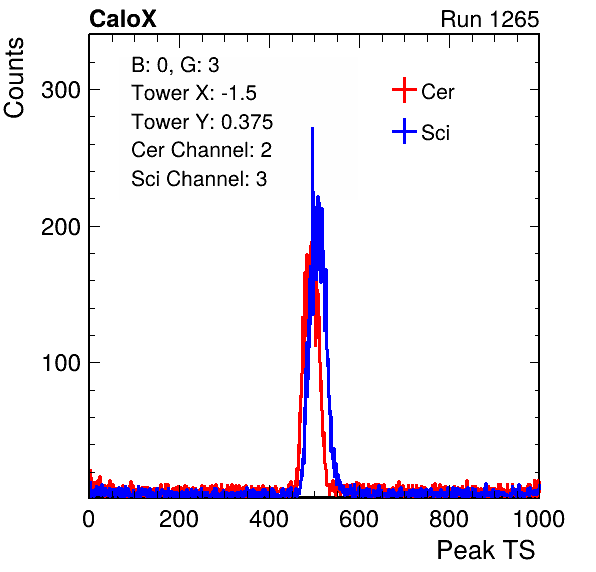 CaloX Run 1265
Counts
B: 0, G: 3
Tower X: -1.5
Tower Y: 0.375
Cer Channel: 2
Sci Channel: 3
Cer
Sci
300
200
100
0 200 400 600 800 1000
Peak TS